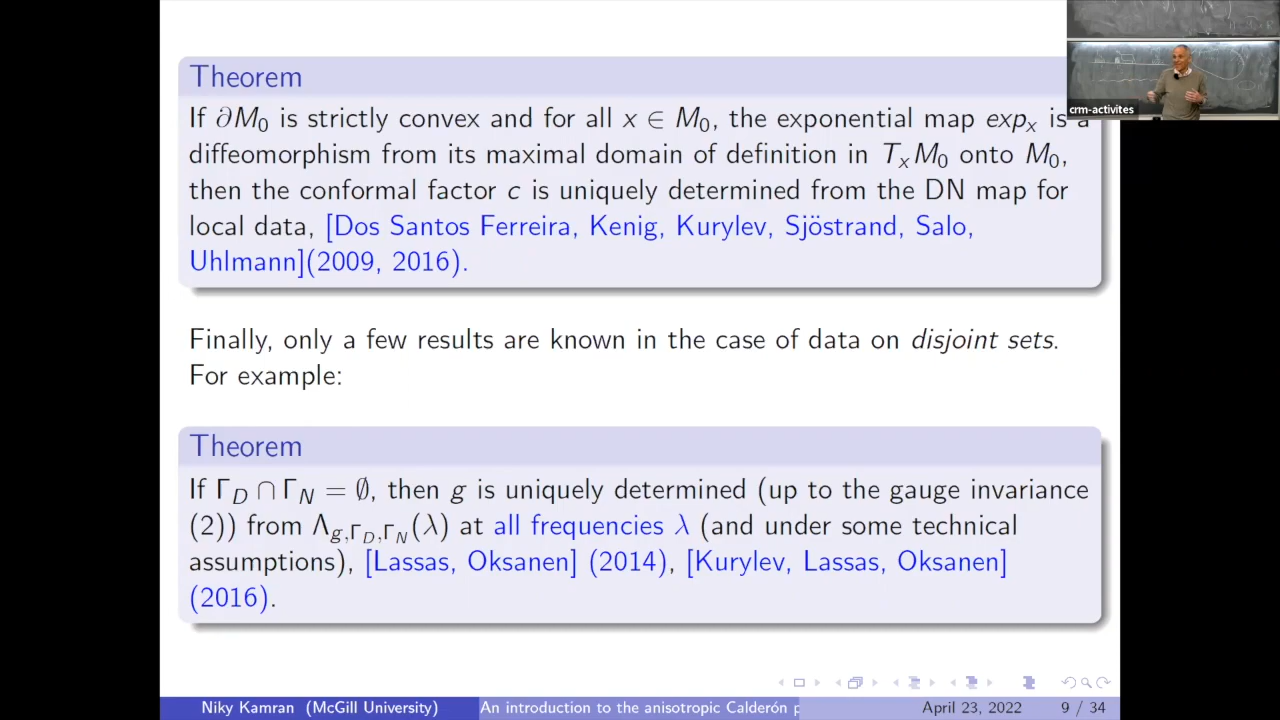 Theorem
If ∂M₀ is strictly convex and for all x ∈ M₀, the exponential map expₓ is a
diffeomorphism from its maximal domain of definition in TₓM₀ onto M₀,
then the conformal factor c is uniquely determined from the DN map for
local data, [Dos Santos Ferreira, Kenig, Kurylev, Sjöstrand, Salo,
Uhlmann](2009, 2016).
Finally, only a few results are known in the case of data on disjoint sets.
For example:
Theorem
If Γ_D ∩ Γ_N = ∅, then g is uniquely determined (up to the gauge invariance
(2)) from Λ_{g,Γ_D,Γ_N}(λ) at all frequencies λ (and under some technical
assumptions), [Lassas, Oksanen] (2014), [Kurylev, Lassas, Oksanen]
(2016).
crm-activites
Niky Kamran (McGill University) An introduction to the anisotropic Calderón p April 23, 2022 9 / 34